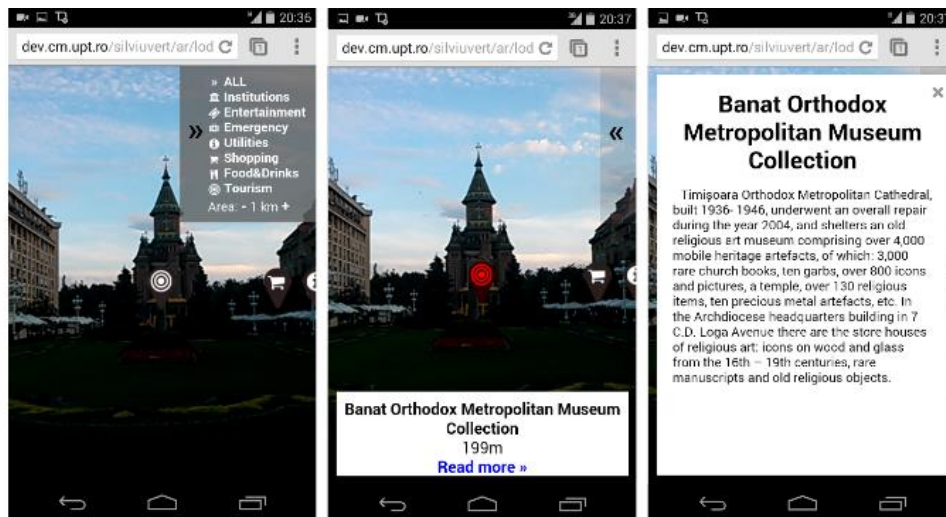 20:36
dev.cm.upt.ro/silviuvert/ar/lod
1
» ALL
Institutions
Entertainment
Emergency
Utilities
Shopping
Food&Drinks
Tourism
Area: - 1 km +
»
20:37
dev.cm.upt.ro/silviuvert/ar/lod
1
«
Banat Orthodox Metropolitan Museum
Collection
199m
Read more »
20:37
dev.cm.upt.ro/silviuvert/ar/lod
1
×
Banat Orthodox
Metropolitan Museum
Collection
Timişoara Orthodox Metropolitan Cathedral,
built 1936- 1946, underwent an overall repair
during the year 2004, and shelters an old
religious art museum comprising over 4,000
mobile heritage artefacts, of which: 3,000
rare church books, ten garbs, over 800 icons
and pictures, a temple, over 130 religious
items, ten precious metal artefacts, etc. In
the Archdiocese headquarters building in 7
C.D. Loga Avenue there are the store houses
of religious art: icons on wood and glass
from the 16th – 19th centuries, rare
manuscripts and old religious objects.